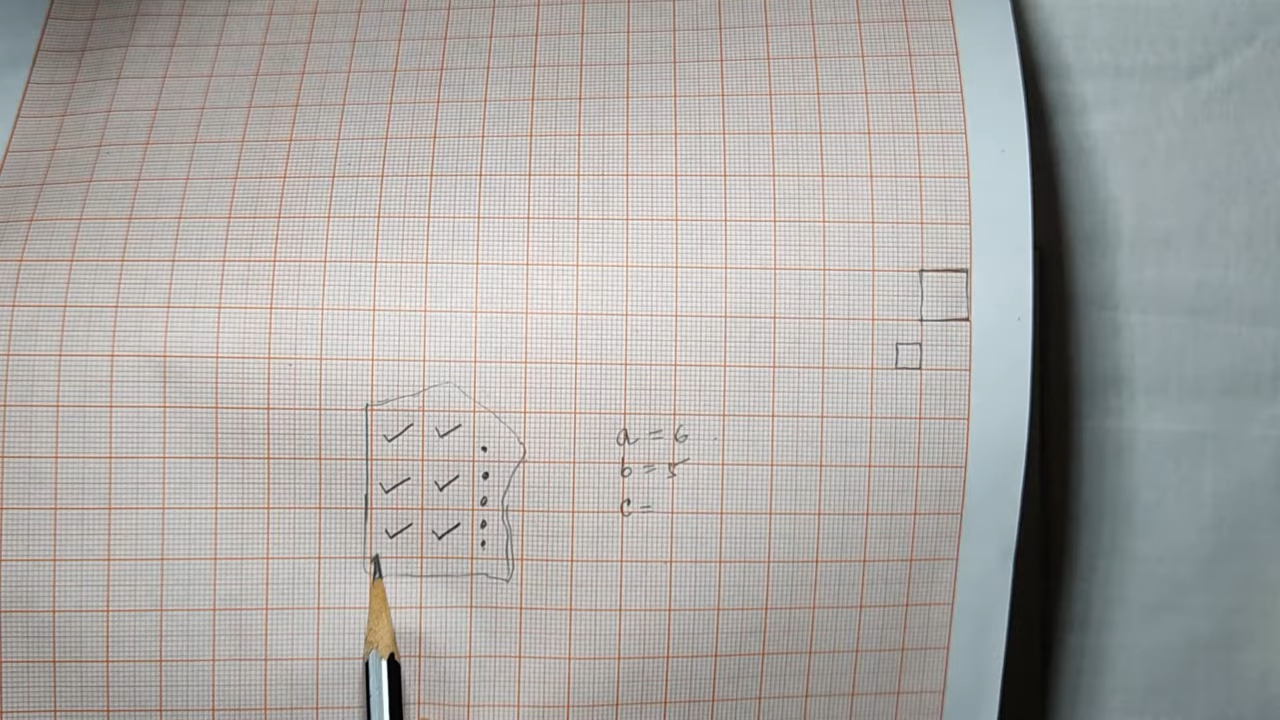 a = 6
b = 5
c =